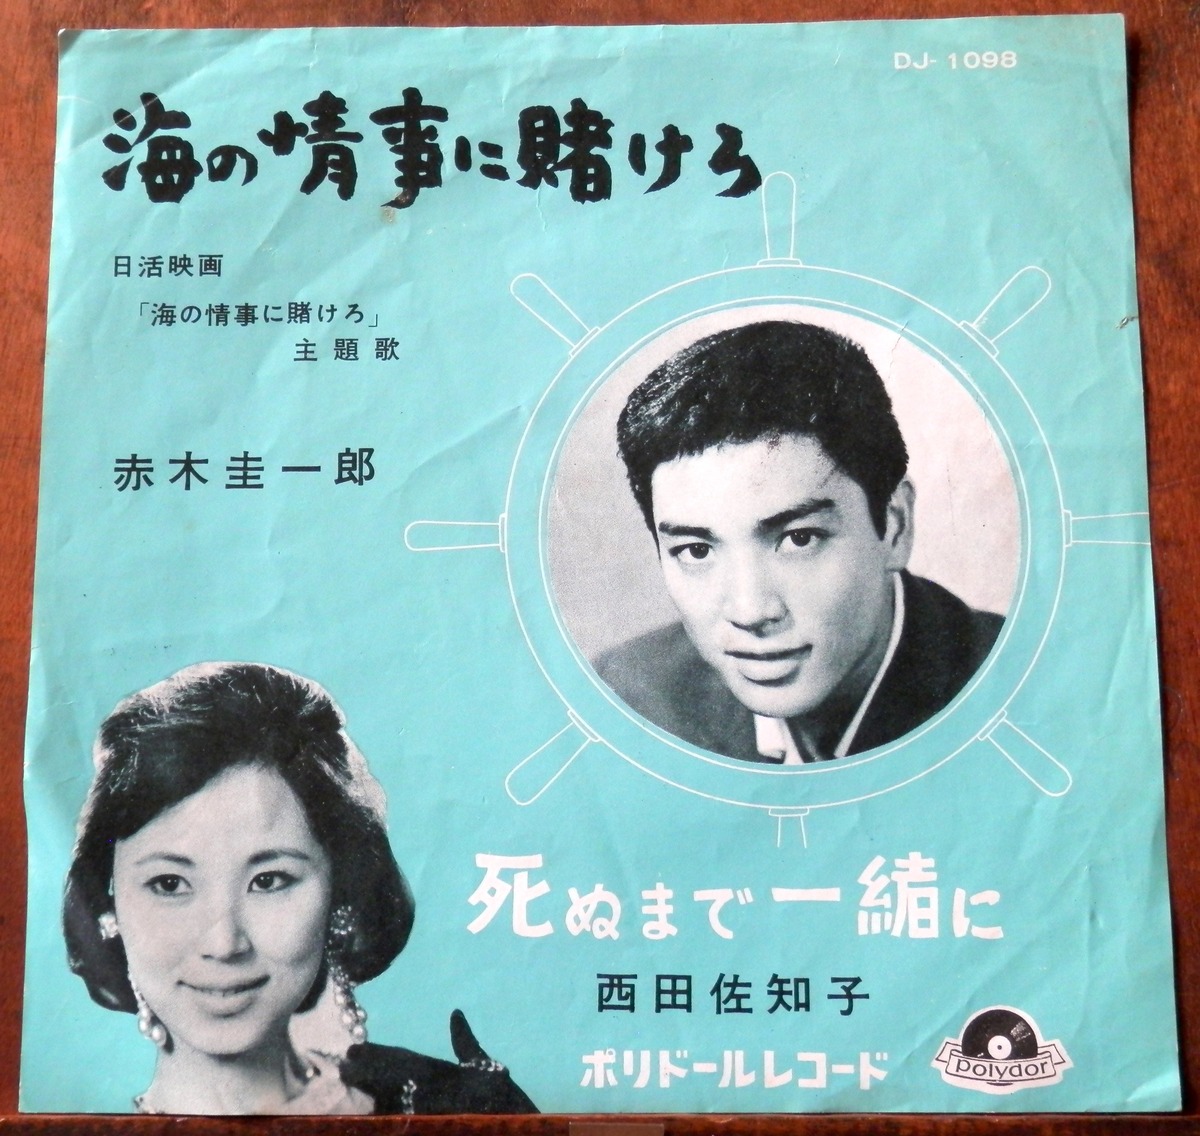 DJ-1098
海の情事に賭けろ
日活映画
「海の情事に賭けろ」
主題歌
赤木圭一郎
死ぬまで一緒に
西田佐知子
ポリドールレコード
polydor